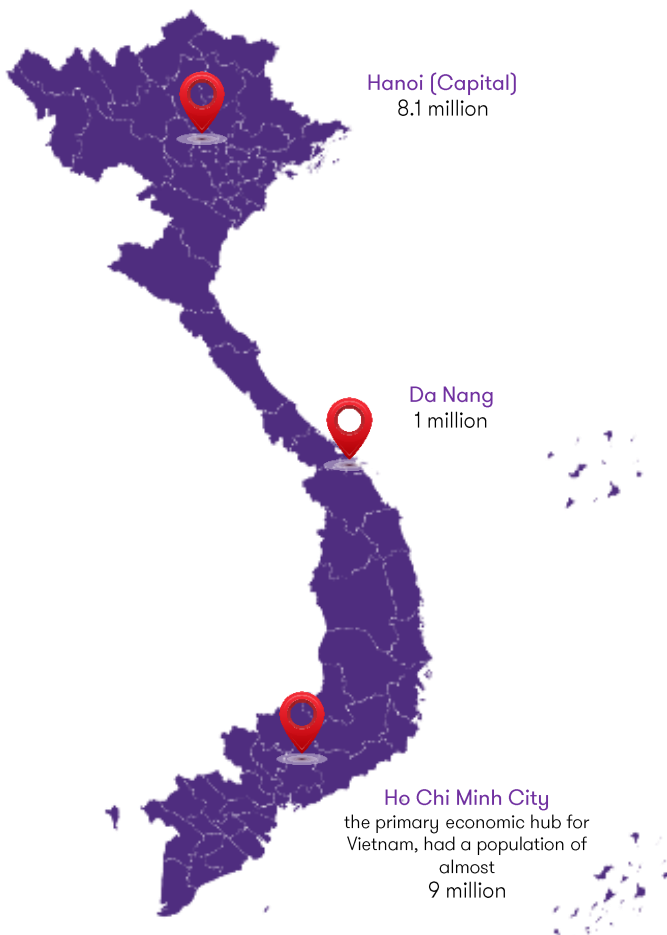 Hanoi (Capital)
8.1 million
Da Nang
1 million
Ho Chi Minh City
the primary economic hub for
Vietnam, had a population of
almost
9 million